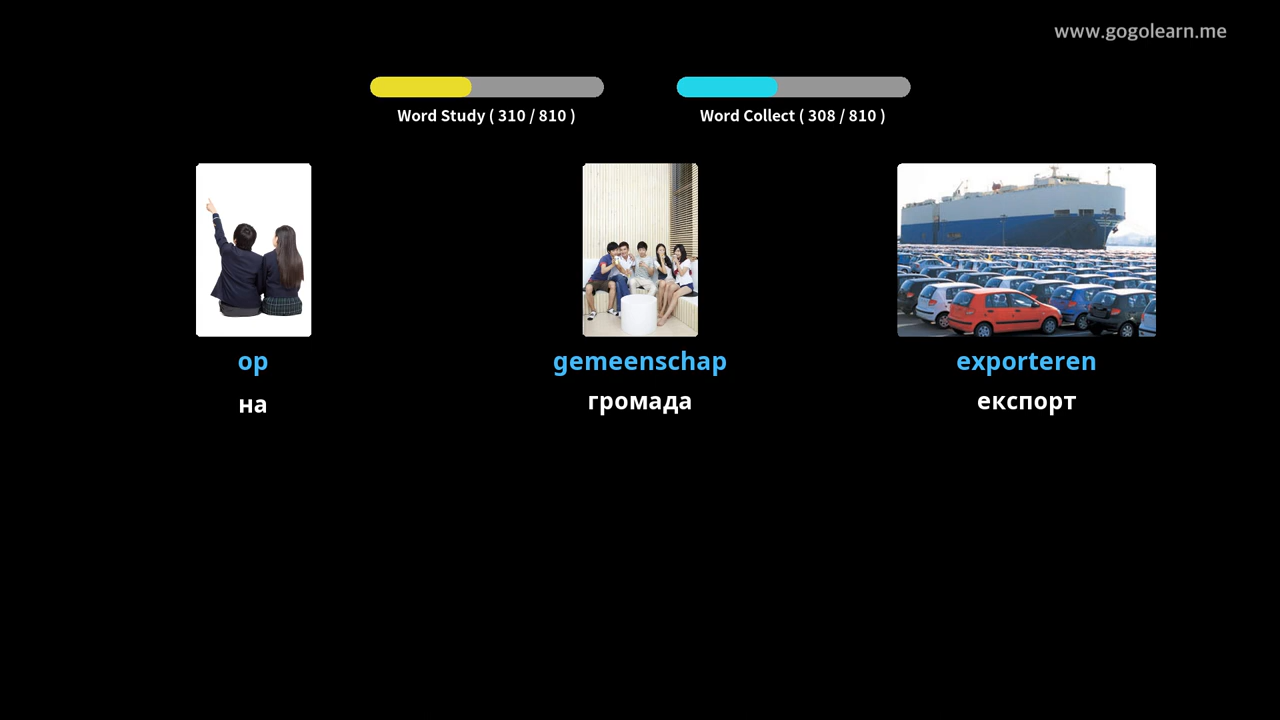 www.gogolearn.me
Word Study ( 310 / 810 )
Word Collect ( 308 / 810 )
op
gemeenschap
exporteren
на
громада
експорт